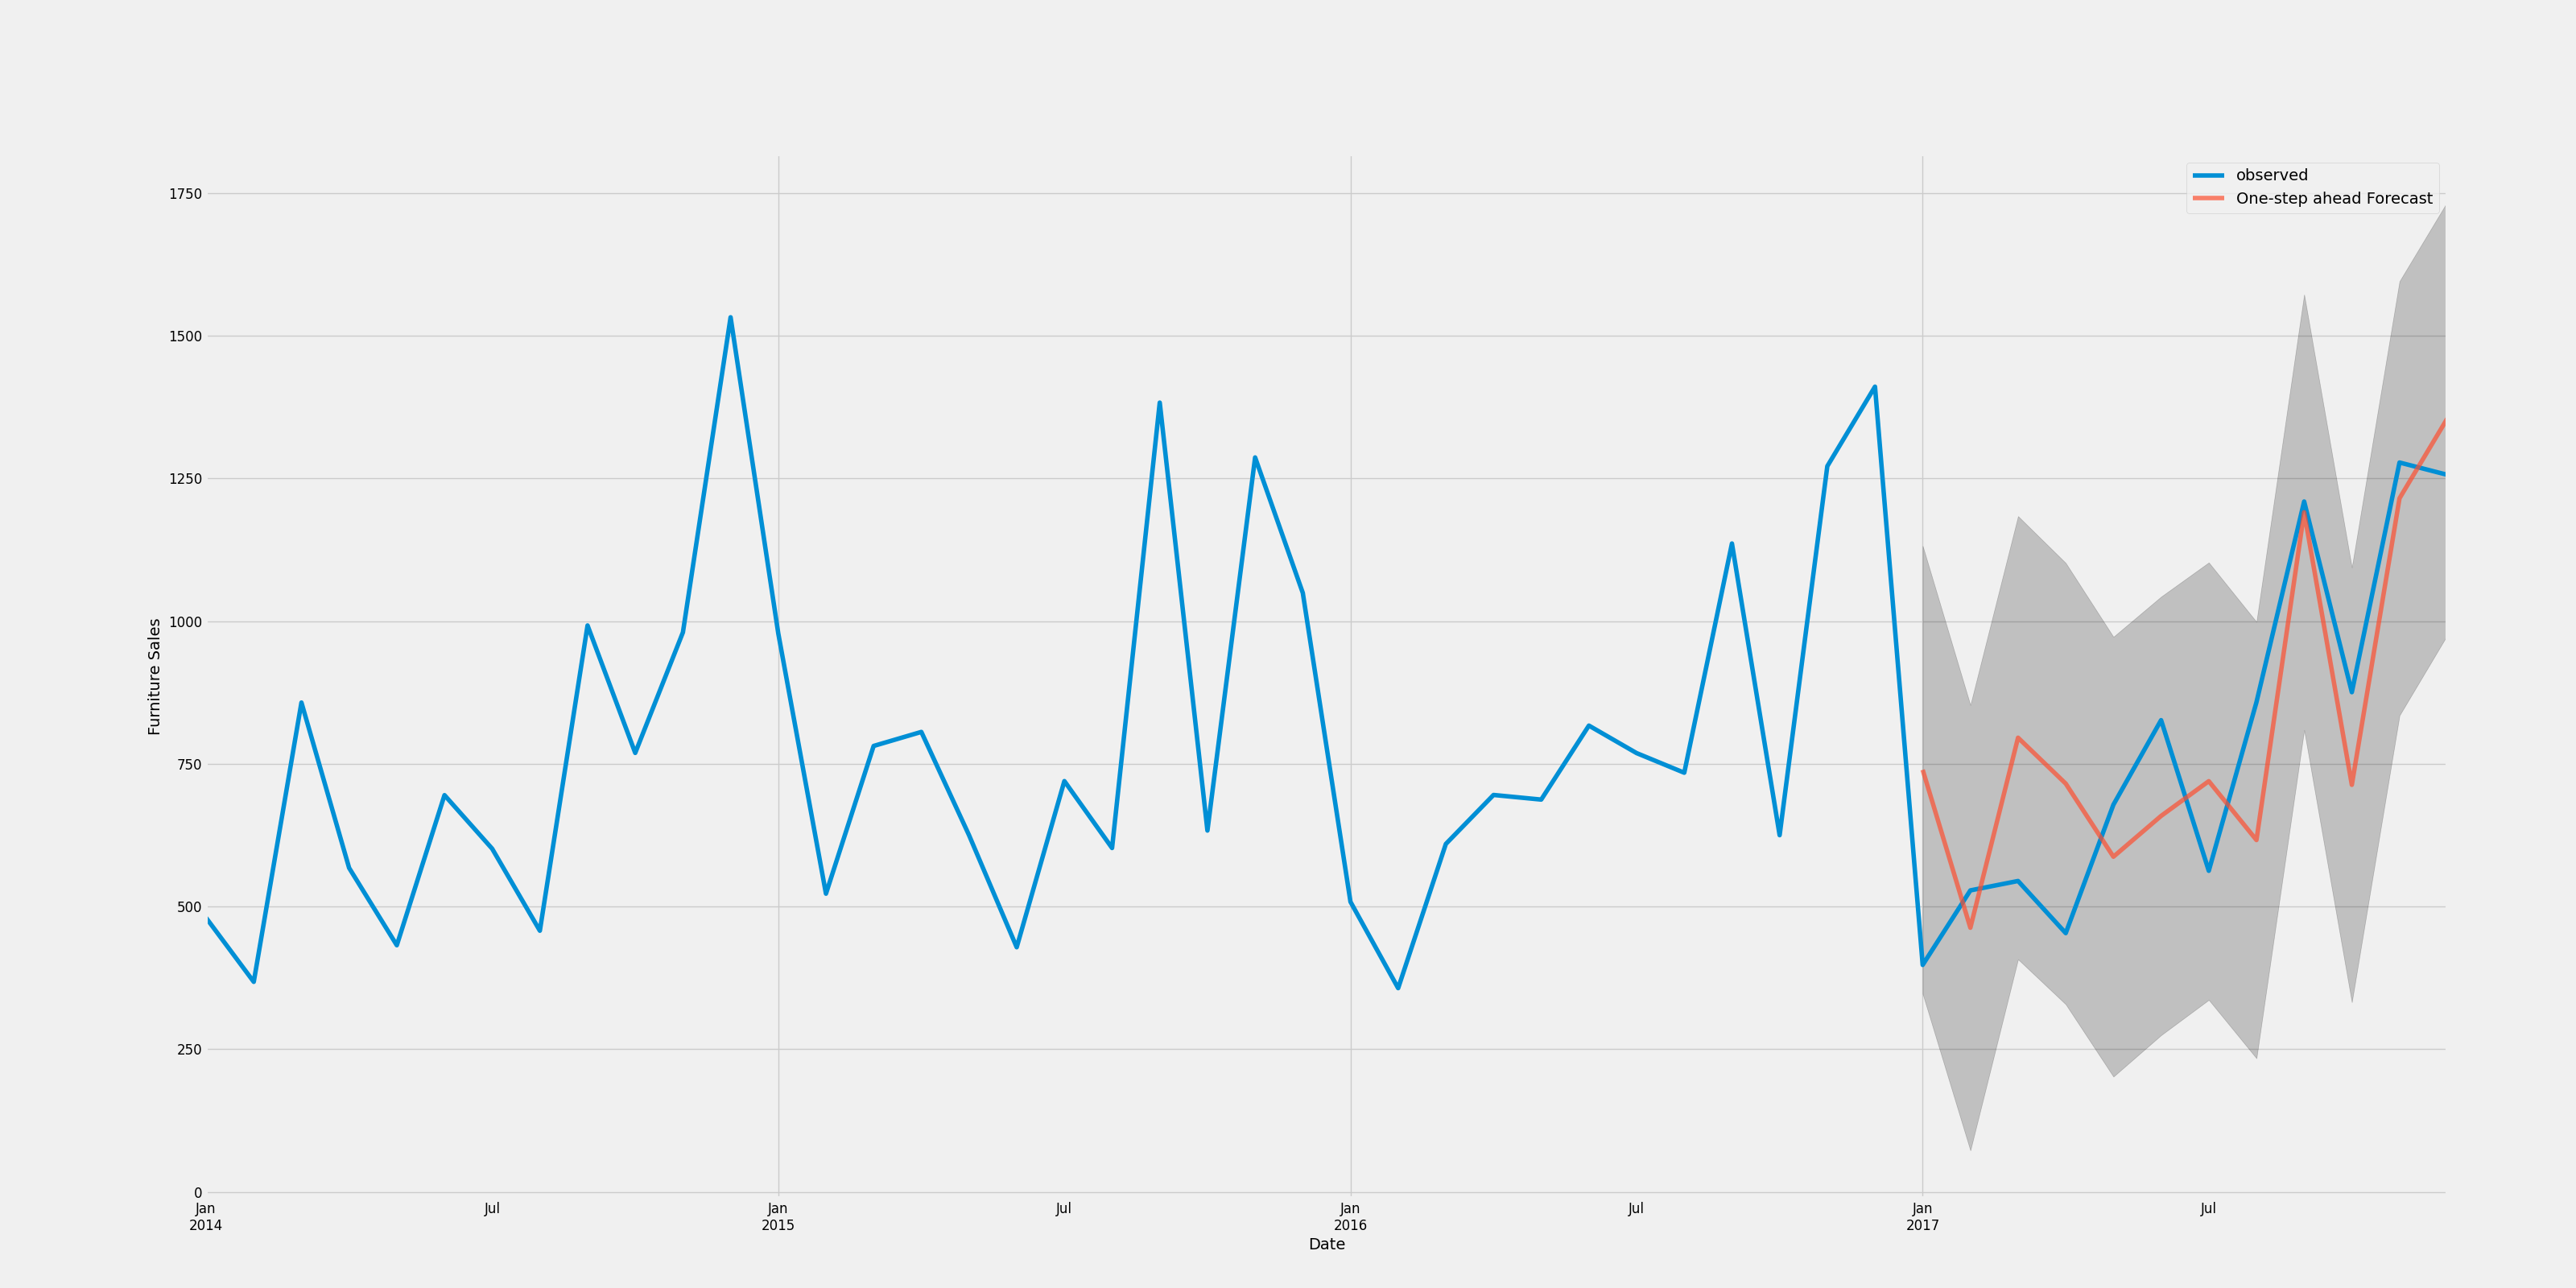 observed
One-step ahead Forecast
1750
1500
1250
1000
750
500
250
0
Furniture Sales
Jan Jul Jan Jul Jan Jul Jan Jul
2014 2015 2016 2017
Date